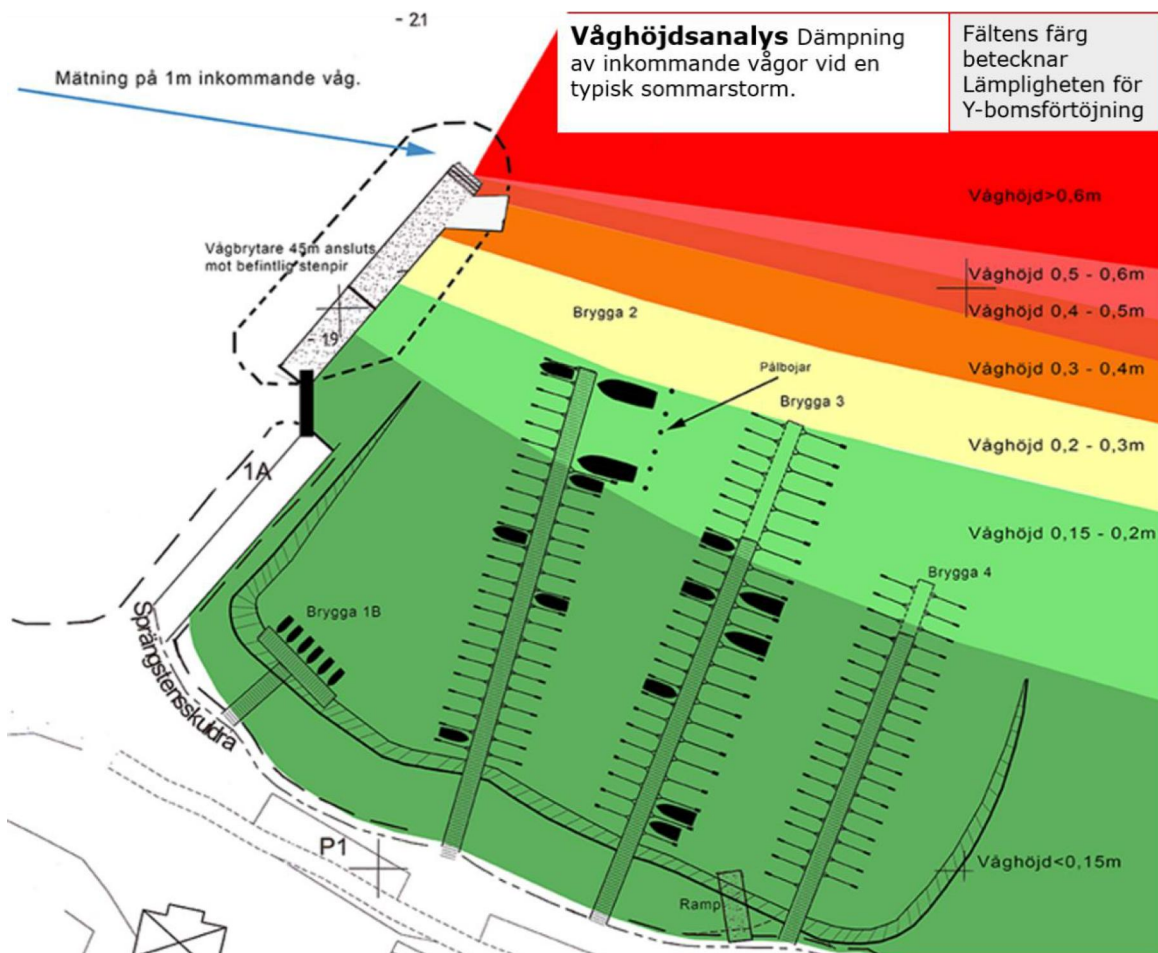 - 21
Våghöjdsanalys Dämpning
av inkommande vågor vid en
typisk sommarstorm.
Fältens färg
betecknar
Lämpligheten för
Y-bomsförtöjning
Mätning på 1m inkommande våg.
Våghöjd>0,6m
Vågbrytare 45m ansluts
mot befintlig stenpir
Våghöjd 0,5 - 0,6m
Våghöjd 0,4 - 0,5m
Brygga 2
- 19
Våghöjd 0,3 - 0,4m
Pålbojar
Brygga 3
Våghöjd 0,2 - 0,3m
1A
Våghöjd 0,15 - 0,2m
Brygga 4
Brygga 1B
Sprängstensskuldra
P1
Våghöjd<0,15m
Ramp